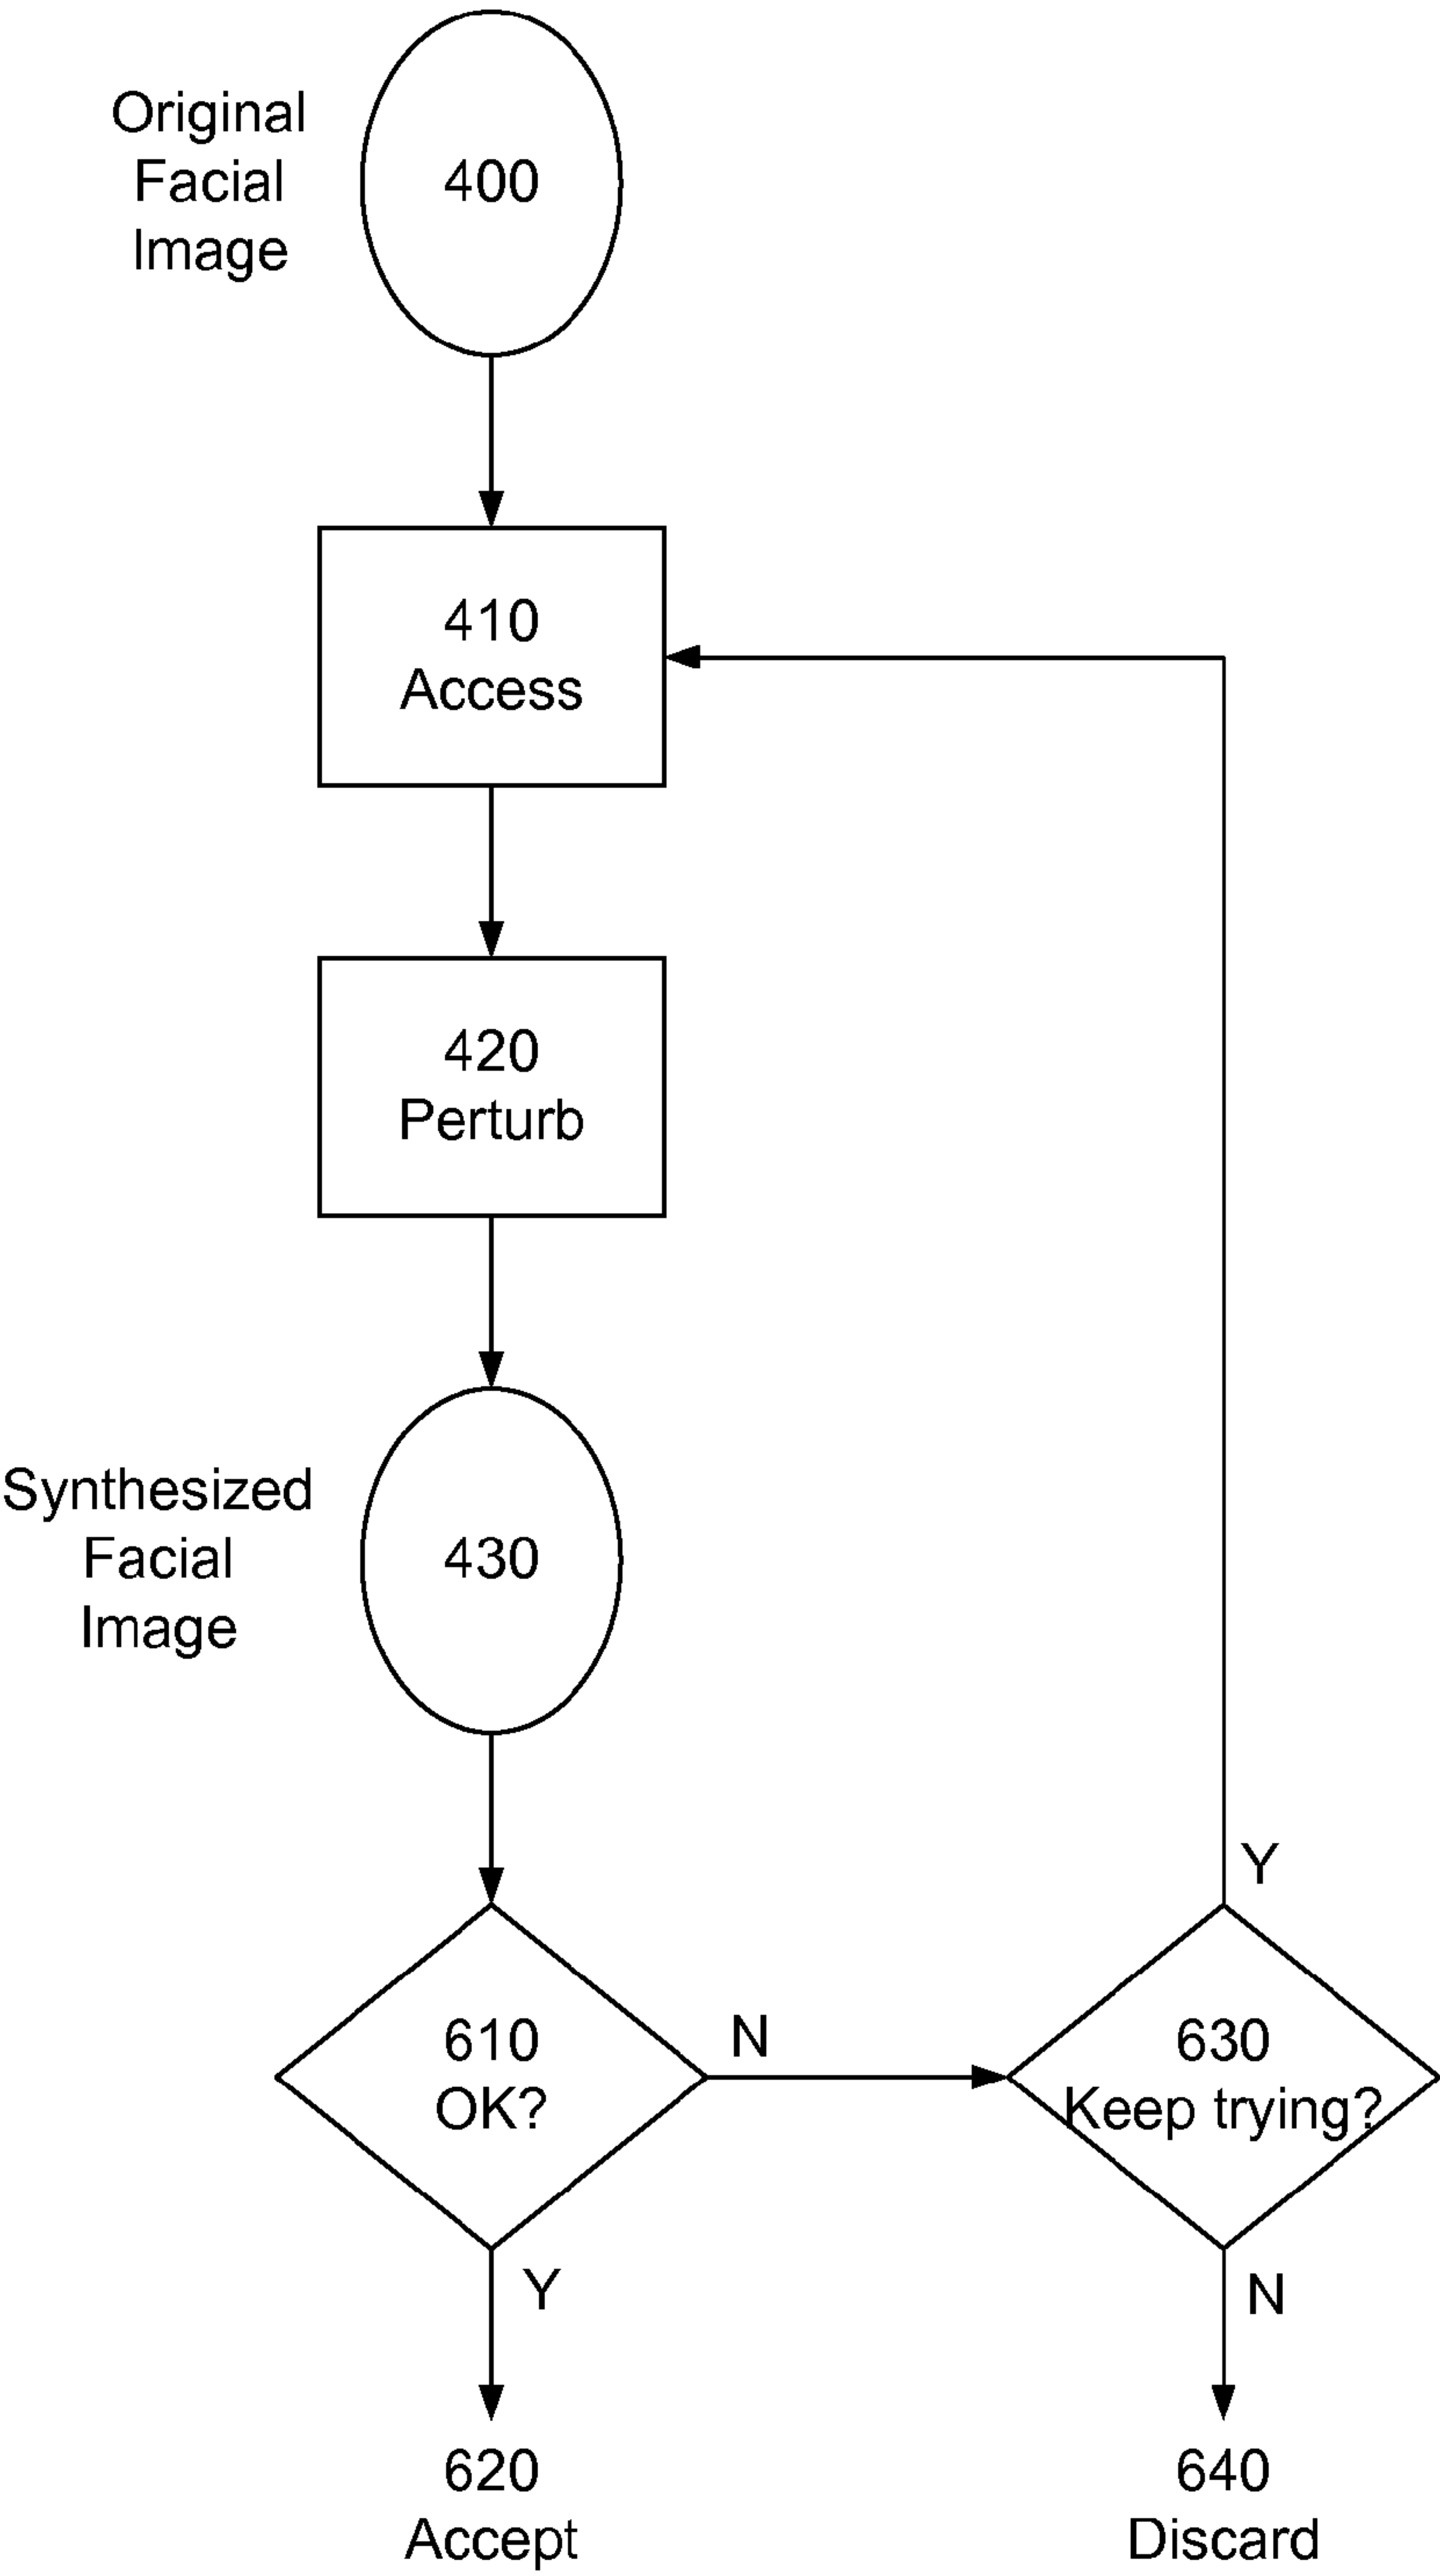 Original
Facial
Image
400
410
Access
420
Perturb
Synthesized
Facial
Image
430
610
OK?
N
630
Keep trying?
Y
Y
N
620
Accept
640
Discard